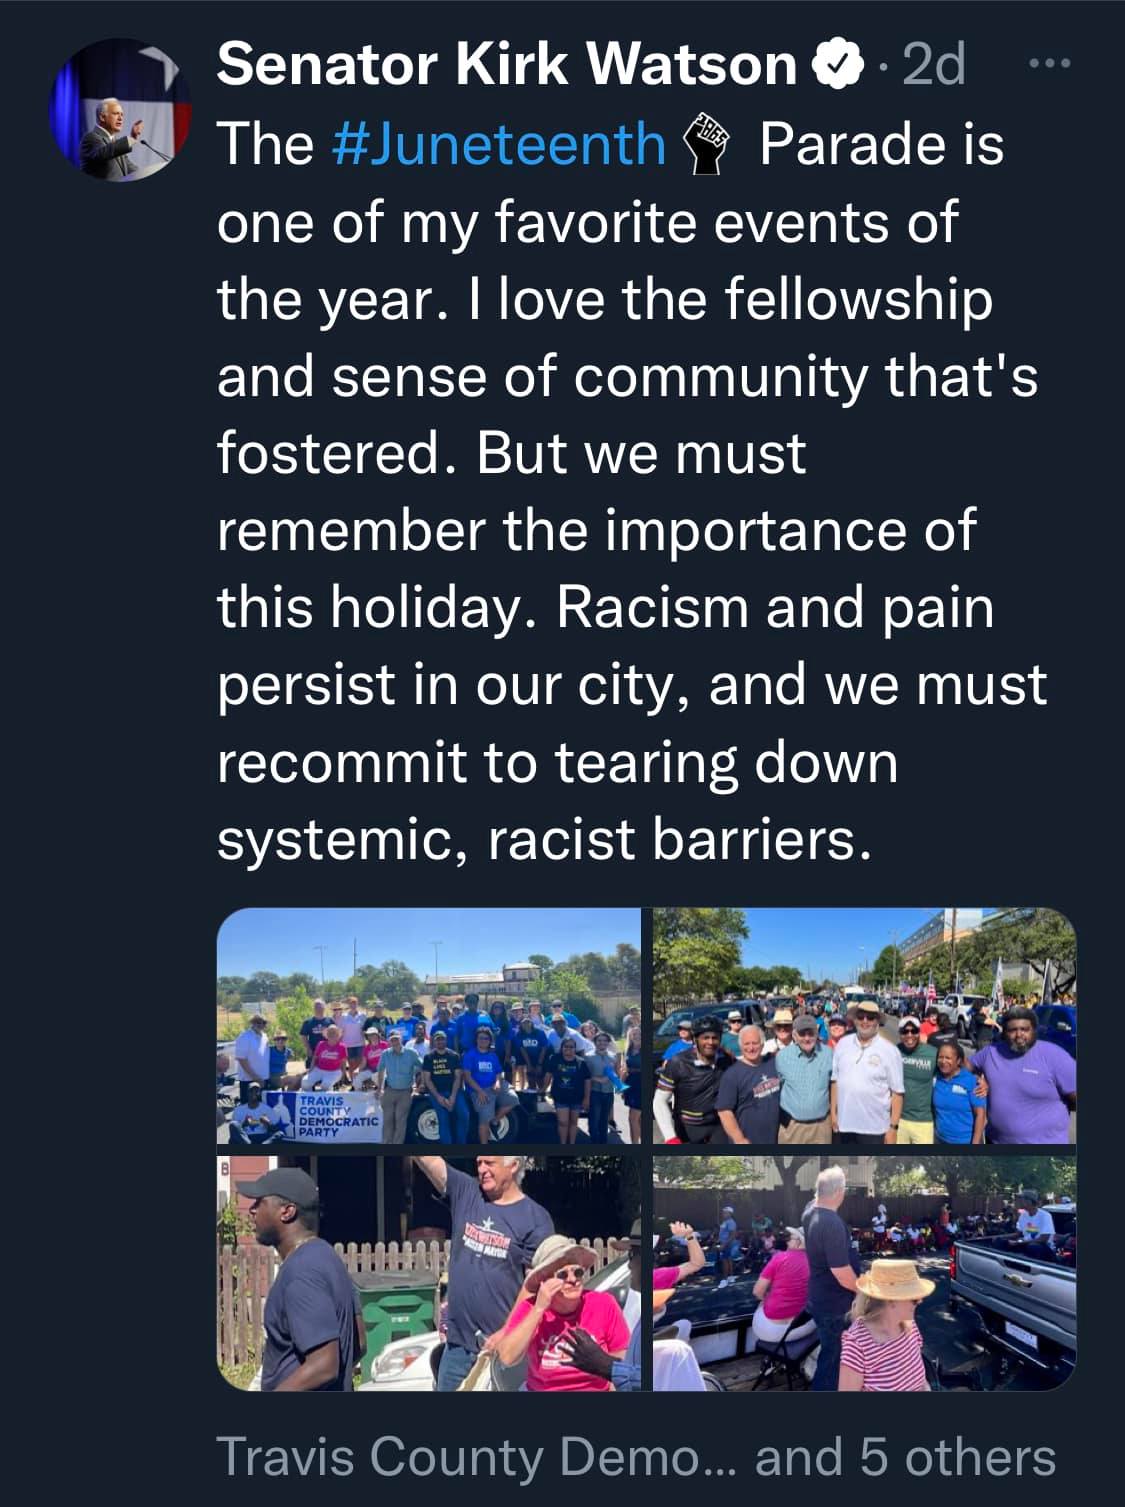 Senator Kirk Watson · 2d ...
The #Juneteenth Parade is
one of my favorite events of
the year. I love the fellowship
and sense of community that's
fostered. But we must
remember the importance of
this holiday. Racism and pain
persist in our city, and we must
recommit to tearing down
systemic, racist barriers.
TRAVIS
COUNTY
DEMOCRATIC
PARTY
BLACK
LIVES
MATTER
Travis County Demo... and 5 others